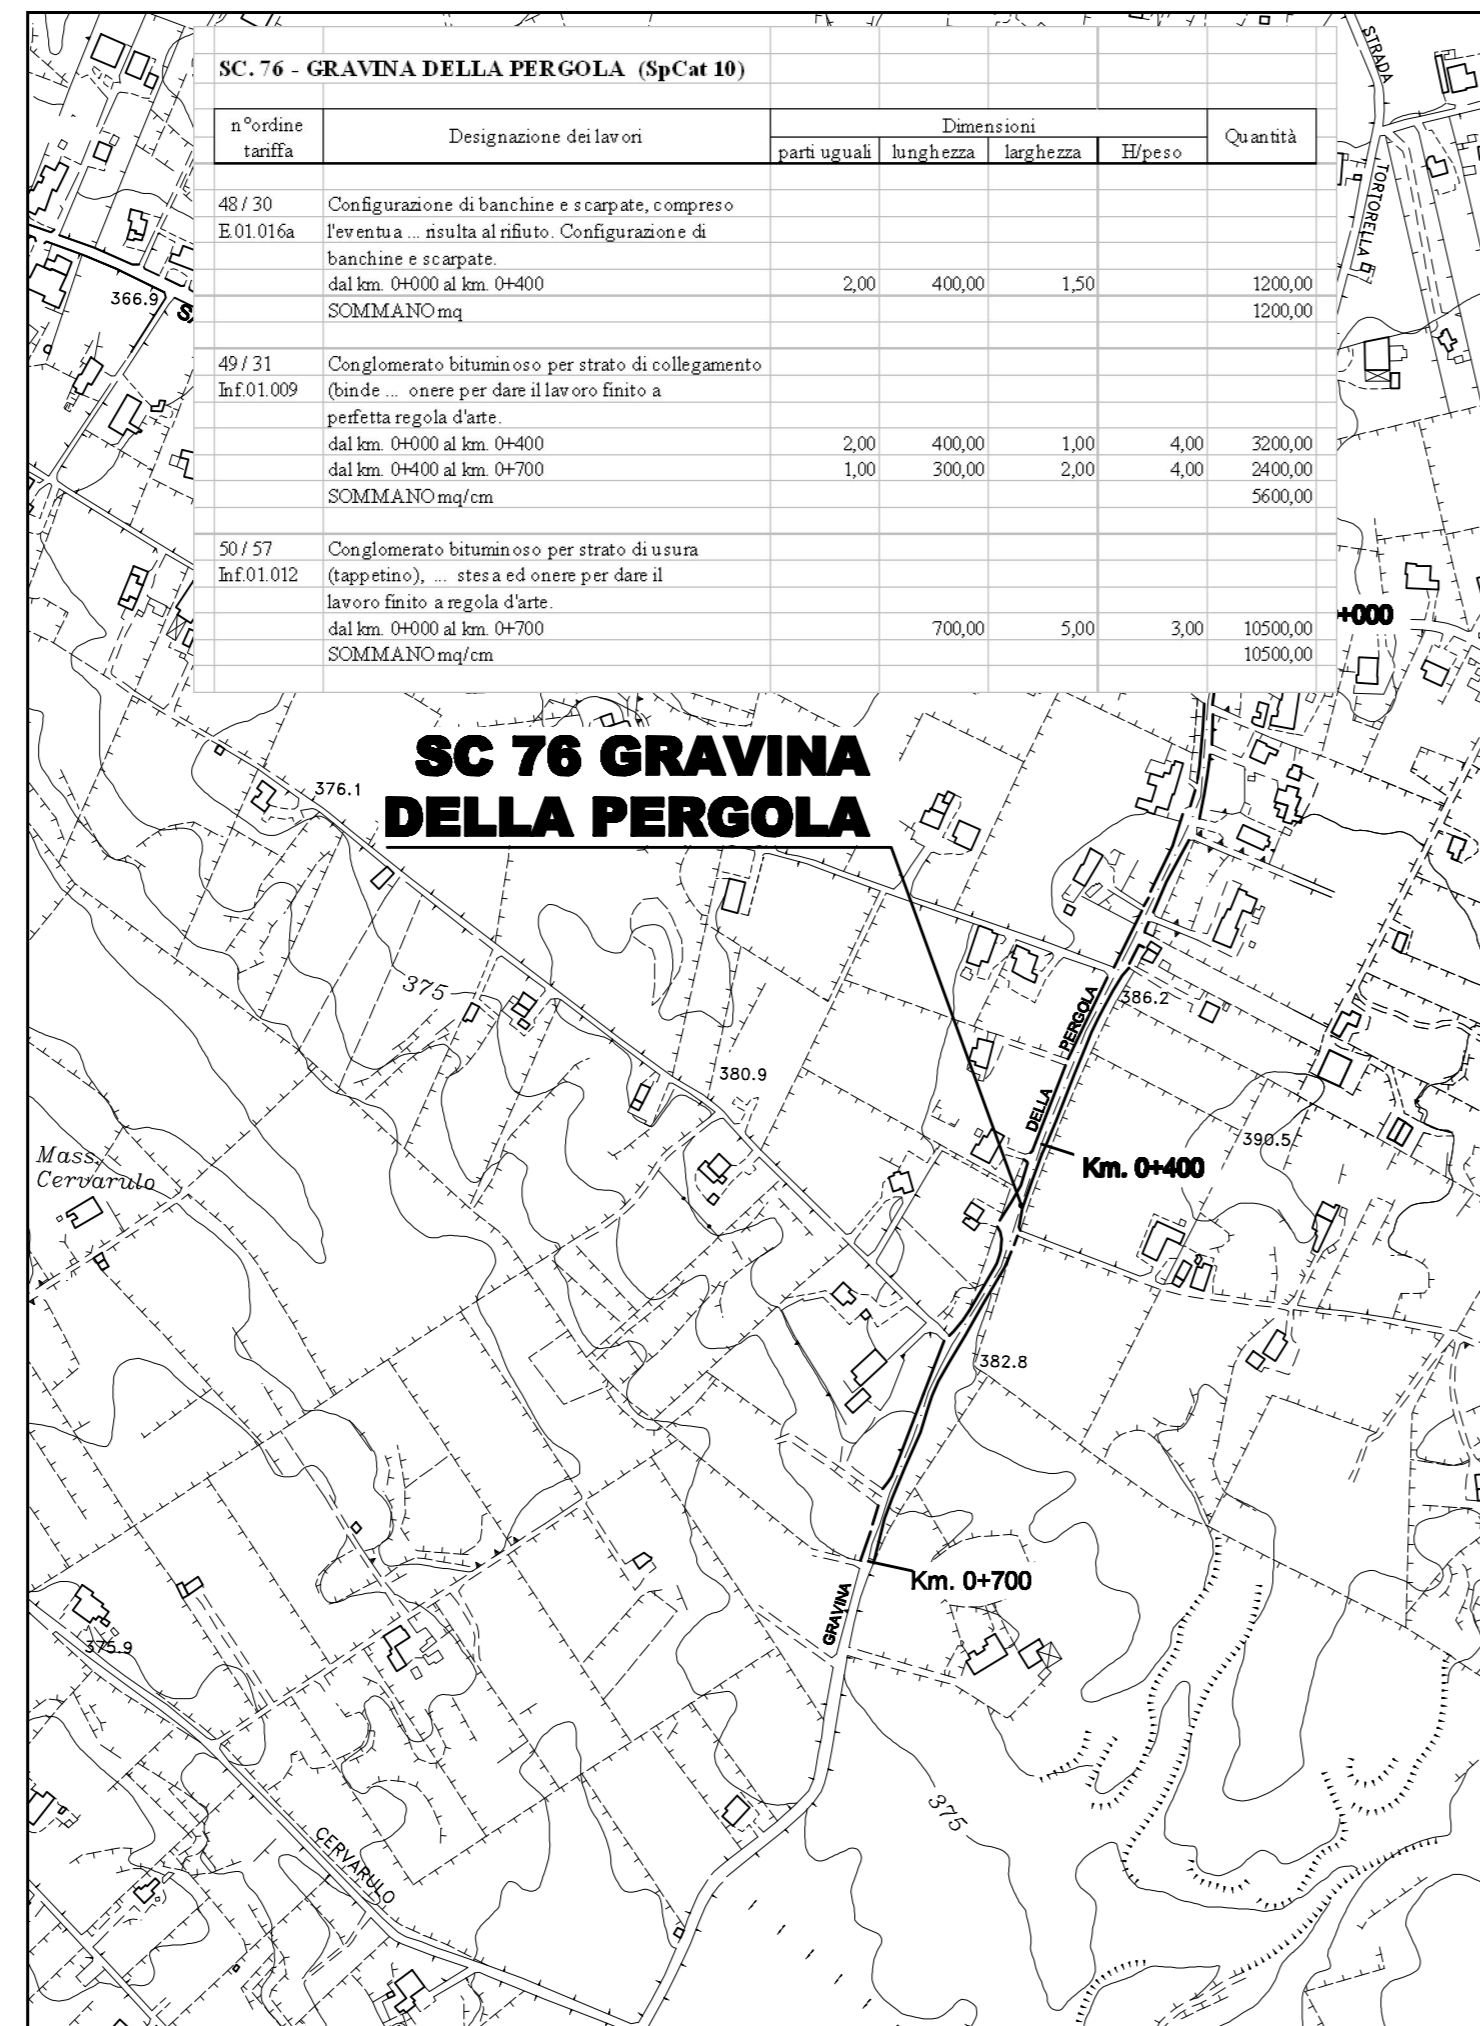 SC. 76 - GRAVINA DELLA PERGOLA (SpCat 10)
n°ordine tariffa Designazione dei lavori Dimensioni Quantità
parti uguali lunghezza larghezza H/peso
48 / 30 Configurazione di banchine e scarpate, compreso
E.01.016a l'eventua ... risulta al rifiuto. Configurazione di
banchine e scarpate.
dal km. 0+000 al km. 0+400 2,00 400,00 1,50 1200,00
SOMMANO mq 1200,00
49 / 31 Conglomerato bituminoso per strato di collegamento
Inf.01.009 (binde ... onere per dare il lavoro finito a
perfetta regola d'arte.
dal km. 0+000 al km. 0+400 2,00 400,00 1,00 4,00 3200,00
dal km. 0+400 al km. 0+700 1,00 300,00 2,00 4,00 2400,00
SOMMANO mq/cm 5600,00
50 / 57 Conglomerato bituminoso per strato di usura
Inf.01.012 (tappetino), ... stesa ed onere per dare il
lavoro finito a regola d'arte.
dal km. 0+000 al km. 0+700 700,00 5,00 3,00 10500,00
SOMMANO mq/cm 10500,00
STRADA
TORTORELLA
366.9
+000
SC 76 GRAVINA
DELLA PERGOLA
376.1
375
386.2
PERGOLA
380.9
DELLA
390.5
Km. 0+400
Mass.
Cervarulo
382.8
Km. 0+700
GRAVINA
375.9
375
CERVARULO